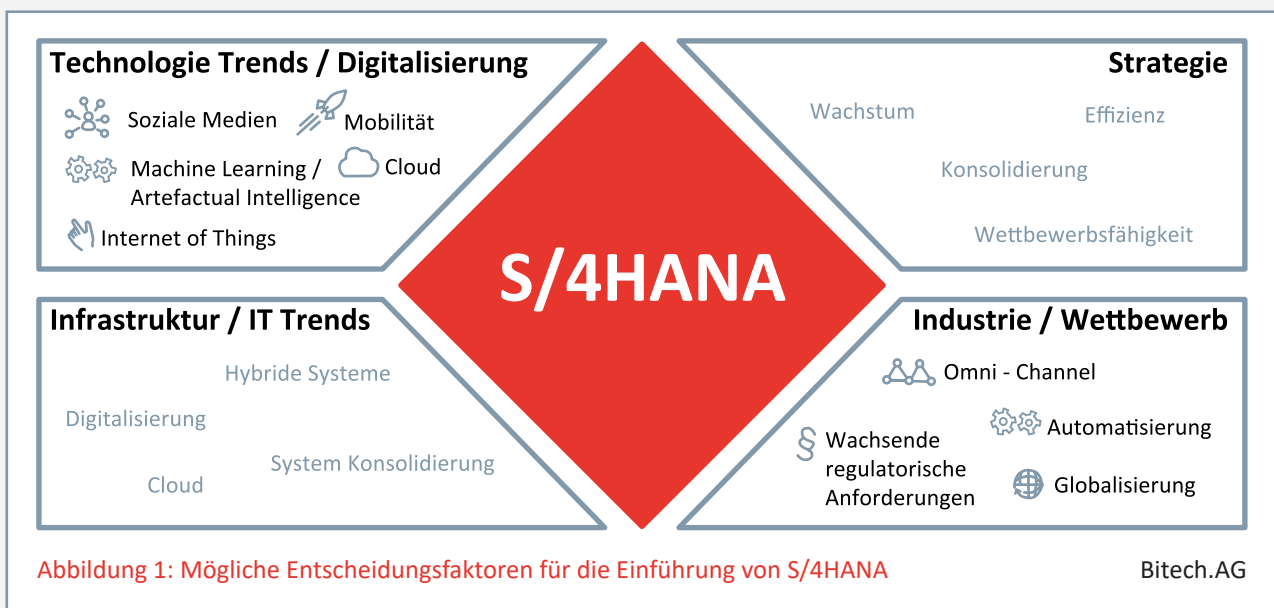 Technologie Trends / Digitalisierung
Soziale Medien
Mobilität
Machine Learning /
Artefactual Intelligence
Cloud
Internet of Things
Strategie
Wachstum
Effizienz
Konsolidierung
Wettbewerbsfähigkeit
S/4HANA
Infrastruktur / IT Trends
Hybride Systeme
Digitalisierung
System Konsolidierung
Cloud
Industrie / Wettbewerb
Omni - Channel
Automatisierung
§ Wachsende
regulatorische
Anforderungen
Globalisierung
Abbildung 1: Mögliche Entscheidungsfaktoren für die Einführung von S/4HANA
Bitech.AG